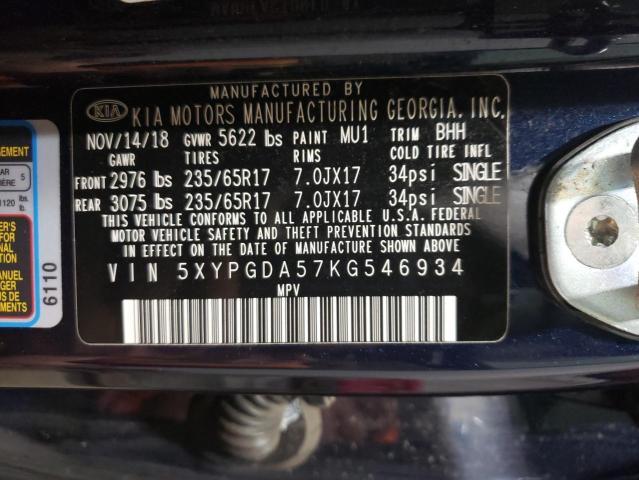 MANUFACTURED BY
KIA KIA MOTORS MANUFACTURING GEORGIA, INC.
NOV/14/18 GVWR 5622 lbs PAINT MU1 TRIM BHH
GAWR TIRES RIMS COLD TIRE INFL
FRONT 2976 lbs 235/65R17 7.0JX17 34psi SINGLE
REAR 3075 lbs 235/65R17 7.0JX17 34psi SINGLE
THIS VEHICLE CONFORMS TO ALL APPLICABLE U.S.A. FEDERAL
MOTOR VEHICLE SAFETY AND THEFT PREVENTION STANDARDS
IN EFFECT ON THE DATE OF MANUFACTURE SHOWN ABOVE
VIN 5XYPGDA57KG546934
MPV
5
1120 lbs.
6110